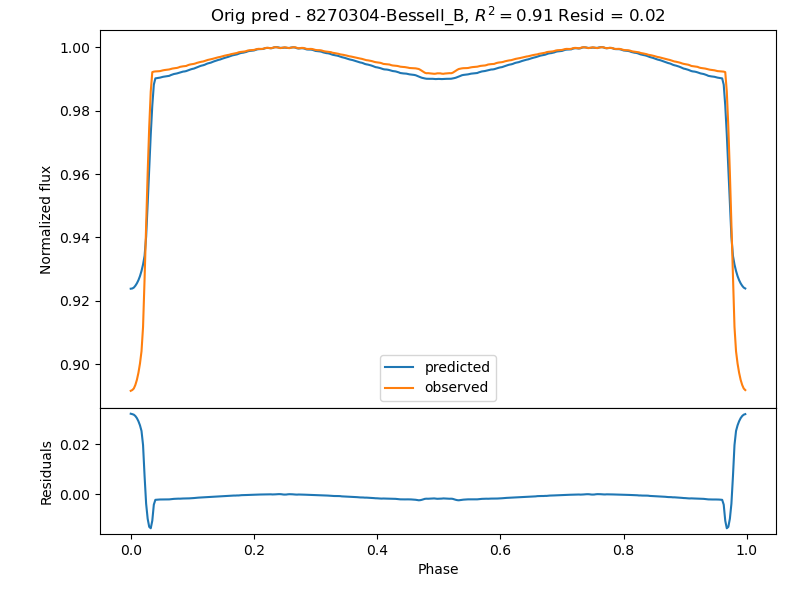 Orig pred - 8270304-Bessell_B, R² = 0.91 Resid = 0.02
Normalized flux
1.00
0.98
0.96
0.94
0.92
0.90
predicted
observed
Residuals
0.02
0.00
0.0 0.2 0.4 0.6 0.8 1.0
Phase